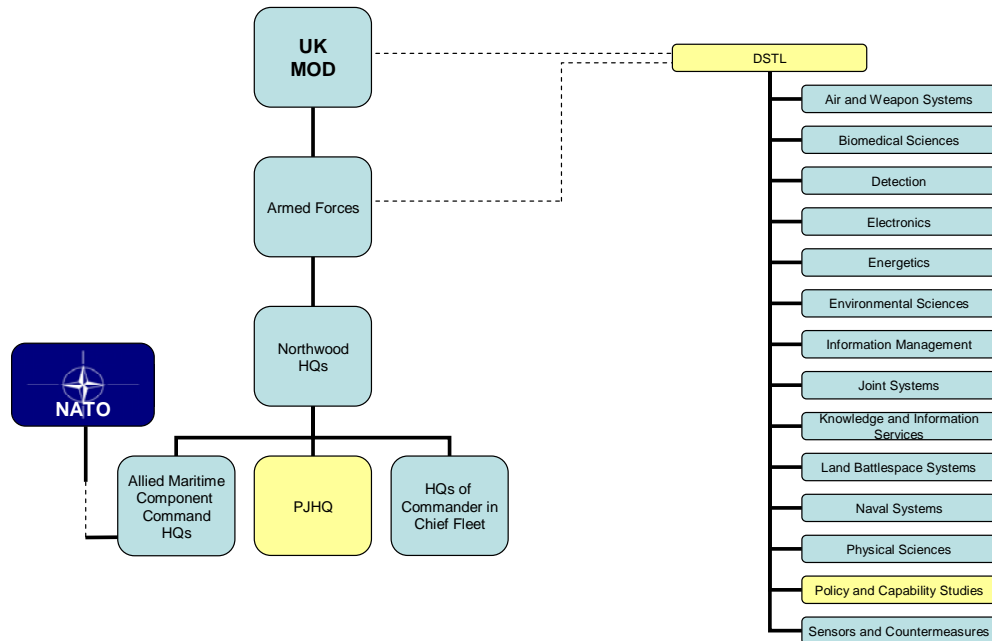 UK
MOD
DSTL
Air and Weapon Systems
Biomedical Sciences
Detection
Armed Forces
Electronics
Energetics
Environmental Sciences
Northwood
HQs
Information Management
NATO
Joint Systems
Knowledge and Information
Services
Allied Maritime
Component
Command
HQs
PJHQ
HQs of
Commander in
Chief Fleet
Land Battlespace Systems
Naval Systems
Physical Sciences
Policy and Capability Studies
Sensors and Countermeasures